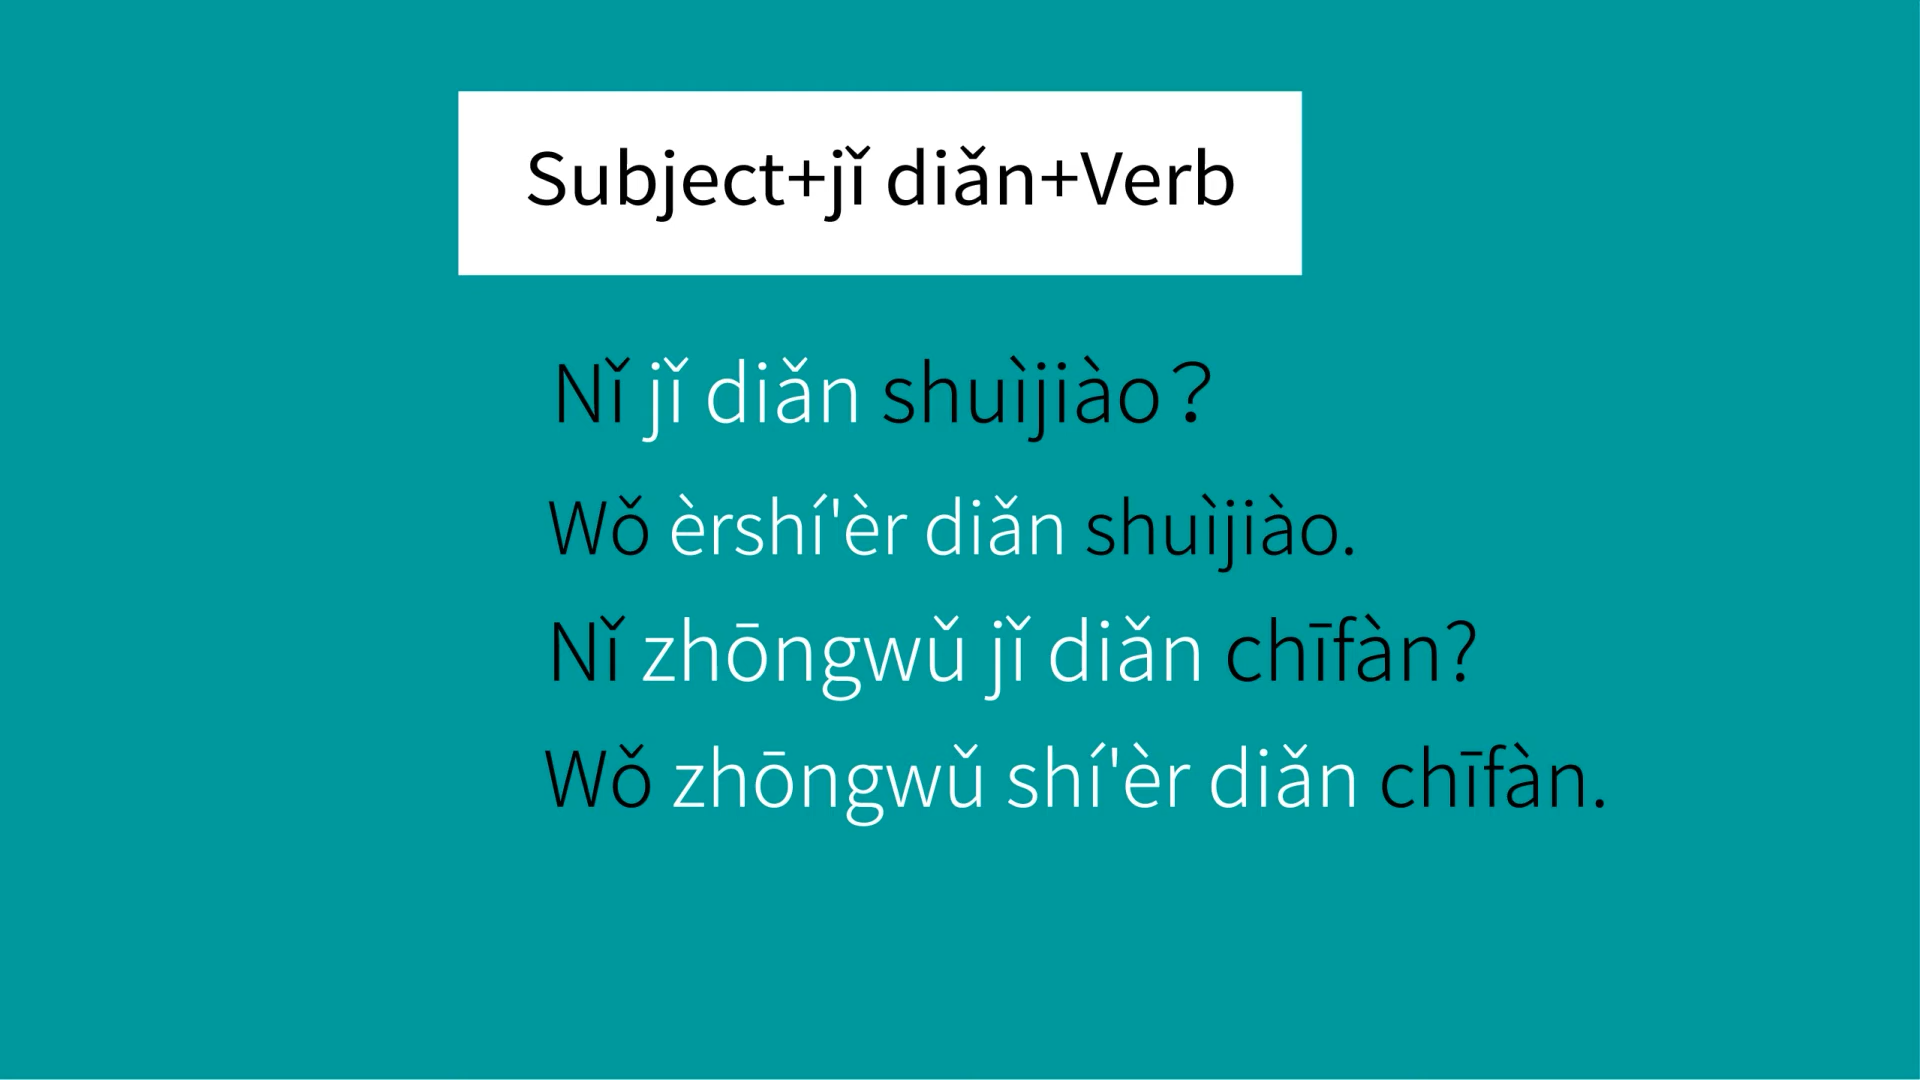 Subject+jǐ diǎn+Verb
Nǐ jǐ diǎn shuìjiào？
Wǒ èrshí'èr diǎn shuìjiào.
Nǐ zhōngwǔ jǐ diǎn chīfàn?
Wǒ zhōngwǔ shí'èr diǎn chīfàn.